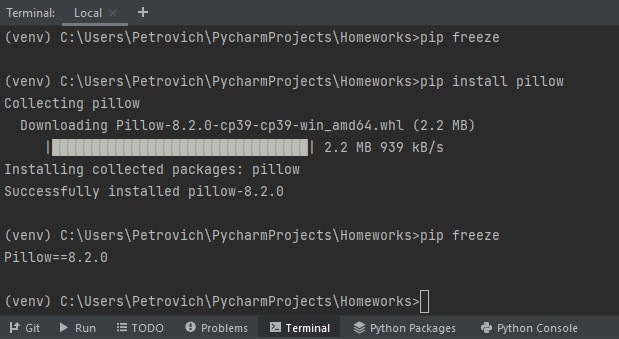 Terminal: Local × +
(venv) C:\Users\Petrovich\PycharmProjects\Homeworks>pip freeze
(venv) C:\Users\Petrovich\PycharmProjects\Homeworks>pip install pillow
Collecting pillow
  Downloading Pillow-8.2.0-cp39-cp39-win_amd64.whl (2.2 MB)
     |████████████████████████████████| 2.2 MB 939 kB/s
Installing collected packages: pillow
Successfully installed pillow-8.2.0
(venv) C:\Users\Petrovich\PycharmProjects\Homeworks>pip freeze
Pillow==8.2.0
(venv) C:\Users\Petrovich\PycharmProjects\Homeworks>
Git Run TODO Problems Terminal Python Packages Python Console